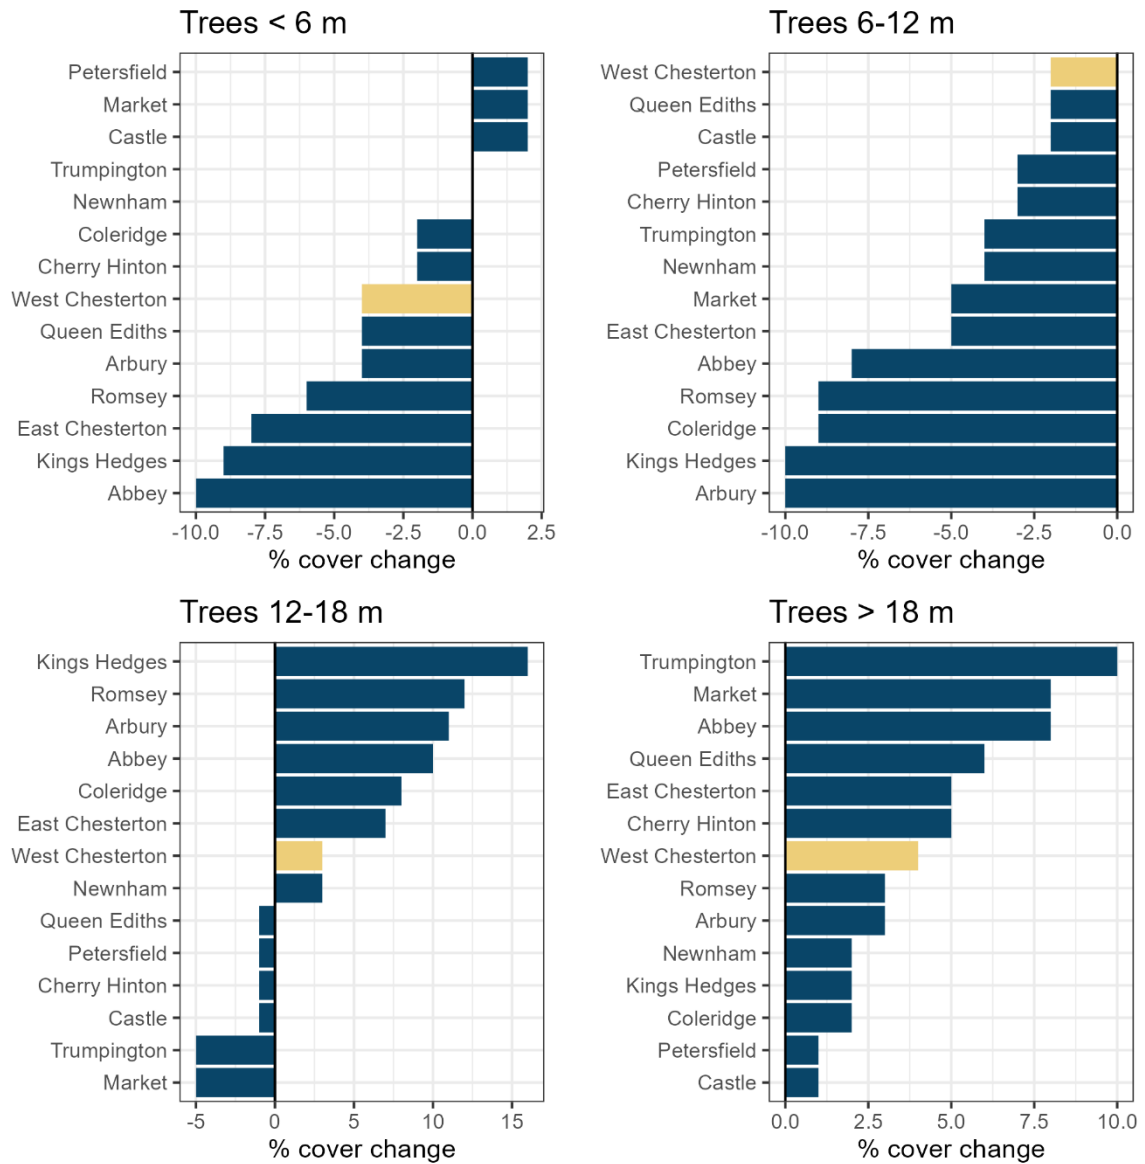 Trees < 6 m
Petersfield
Market
Castle
Trumpington
Newnham
Coleridge
Cherry Hinton
West Chesterton
Queen Ediths
Arbury
Romsey
East Chesterton
Kings Hedges
Abbey
-10.0 -7.5 -5.0 -2.5 0.0 2.5
% cover change
Trees 6-12 m
West Chesterton
Queen Ediths
Castle
Petersfield
Cherry Hinton
Trumpington
Newnham
Market
East Chesterton
Abbey
Romsey
Coleridge
Kings Hedges
Arbury
-10.0 -7.5 -5.0 -2.5 0.0
% cover change
Trees 12-18 m
Kings Hedges
Romsey
Arbury
Abbey
Coleridge
East Chesterton
West Chesterton
Newnham
Queen Ediths
Petersfield
Cherry Hinton
Castle
Trumpington
Market
-5 0 5 10 15
% cover change
Trees > 18 m
Trumpington
Market
Abbey
Queen Ediths
East Chesterton
Cherry Hinton
West Chesterton
Romsey
Arbury
Newnham
Kings Hedges
Coleridge
Petersfield
Castle
0.0 2.5 5.0 7.5 10.0
% cover change